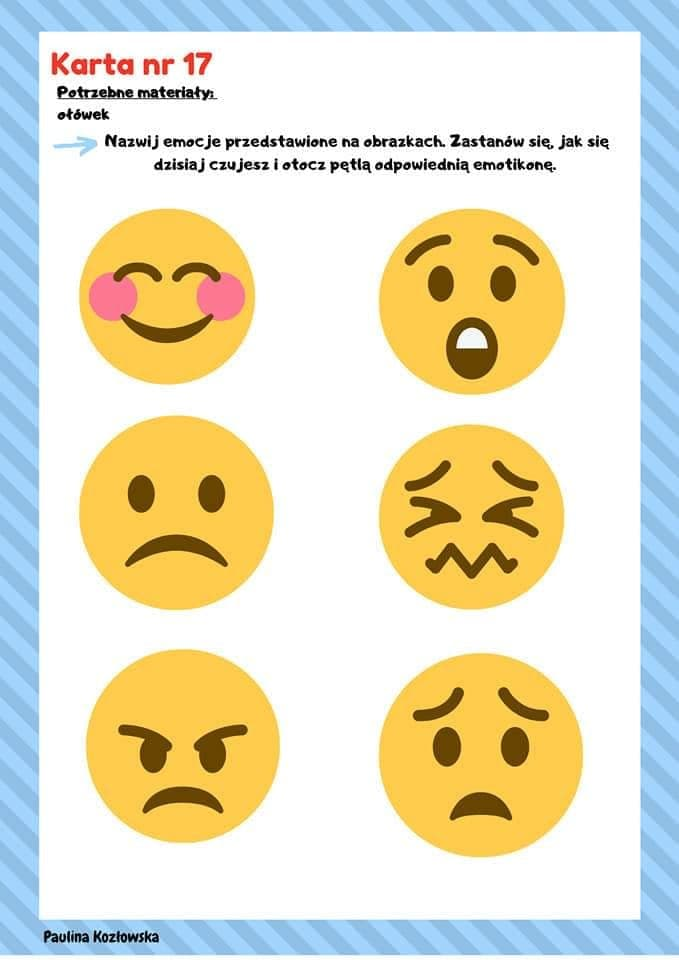 Karta nr 17
Potrzebne materiały:
ołówek
Nazwij emocje przedstawione na obrazkach. Zastanów się, jak się
dzisiaj czujesz i otocz pętlą odpowiednią emotikonę.
Paulina Kozłowska